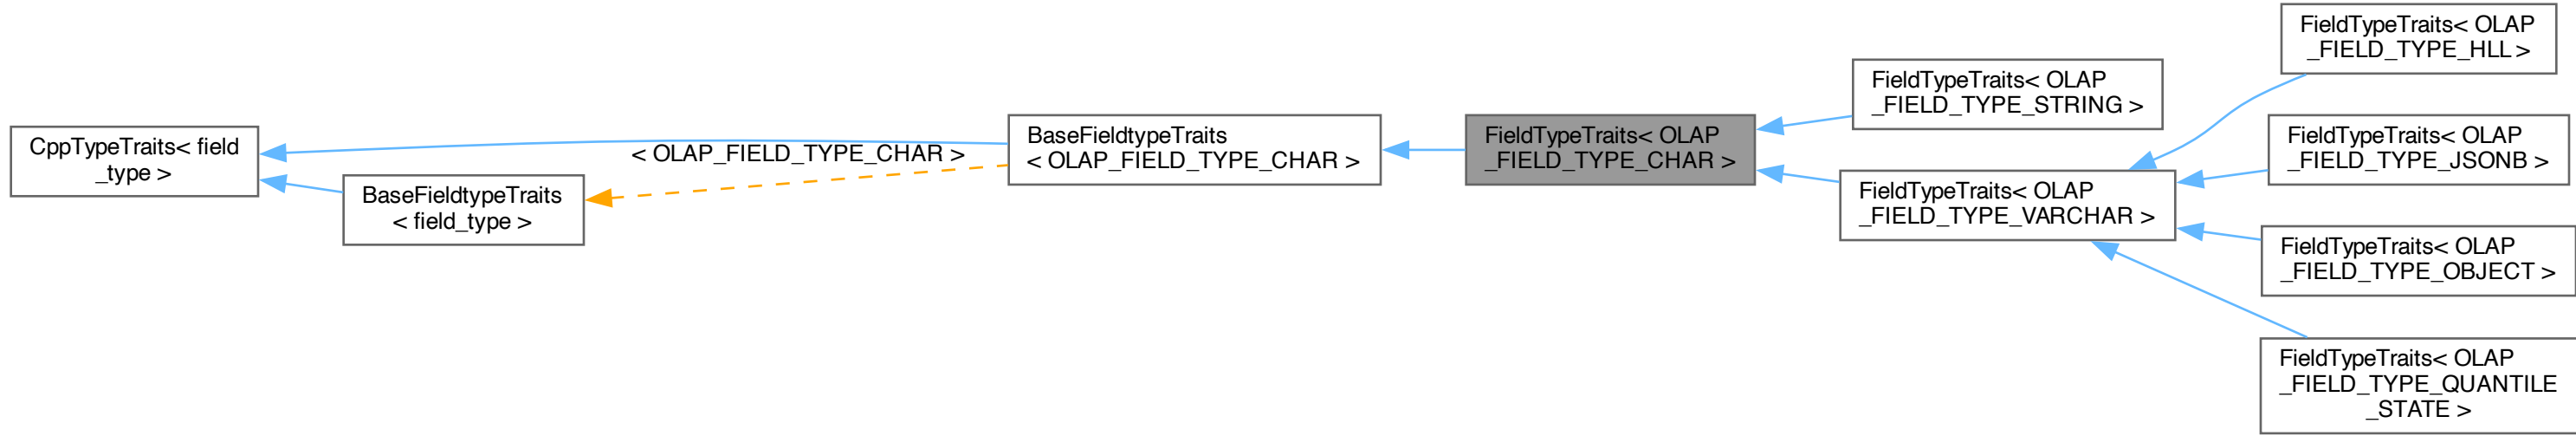 CppTypeTraits< field
_type >
BaseFieldtypeTraits
< field_type >
< OLAP_FIELD_TYPE_CHAR >
BaseFieldtypeTraits
< OLAP_FIELD_TYPE_CHAR >
FieldTypeTraits< OLAP
_FIELD_TYPE_CHAR >
FieldTypeTraits< OLAP
_FIELD_TYPE_STRING >
FieldTypeTraits< OLAP
_FIELD_TYPE_VARCHAR >
FieldTypeTraits< OLAP
_FIELD_TYPE_HLL >
FieldTypeTraits< OLAP
_FIELD_TYPE_JSONB >
FieldTypeTraits< OLAP
_FIELD_TYPE_OBJECT >
FieldTypeTraits< OLAP
_FIELD_TYPE_QUANTILE
_STATE >